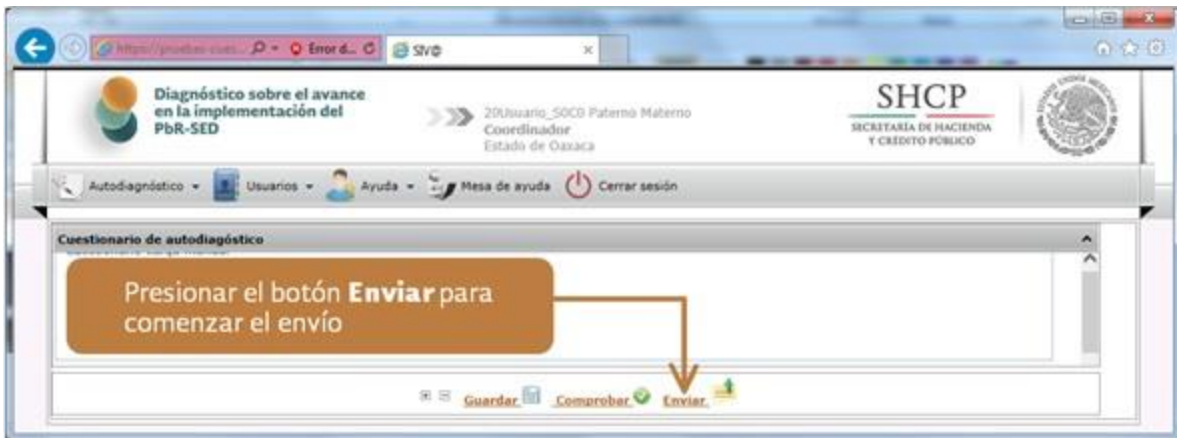 Error d...
SIV@
Diagnóstico sobre el avance
en la implementación del
PbR-SED
20Usuario_SOC0 Paterno Materno
Coordinador
Estado de Oaxaca
SHCP
SECRETARÍA DE HACIENDA
Y CRÉDITO PÚBLICO
Autodiagnóstico
Usuarios
Ayuda
Mesa de ayuda
Cerrar sesión
Cuestionario de autodiagóstico
Presionar el botón Enviar para
comenzar el envío
Guardar Comprobar Enviar